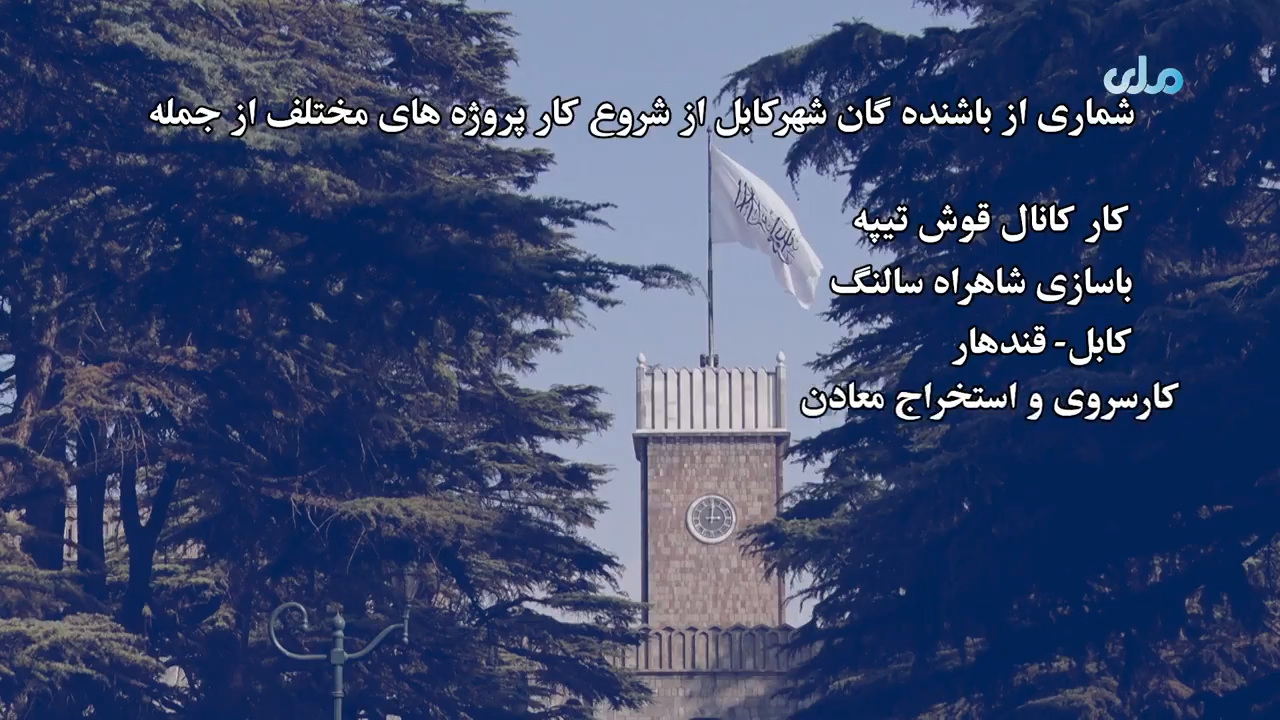 ملی
شماری از باشنده گان شهرکابل از شروع کار پروژه های مختلف از جمله
کار کانال قوش تیپه
باسازی شاهراه سالنگ
کابل- قندهار
کارسروی و استخراج معادن